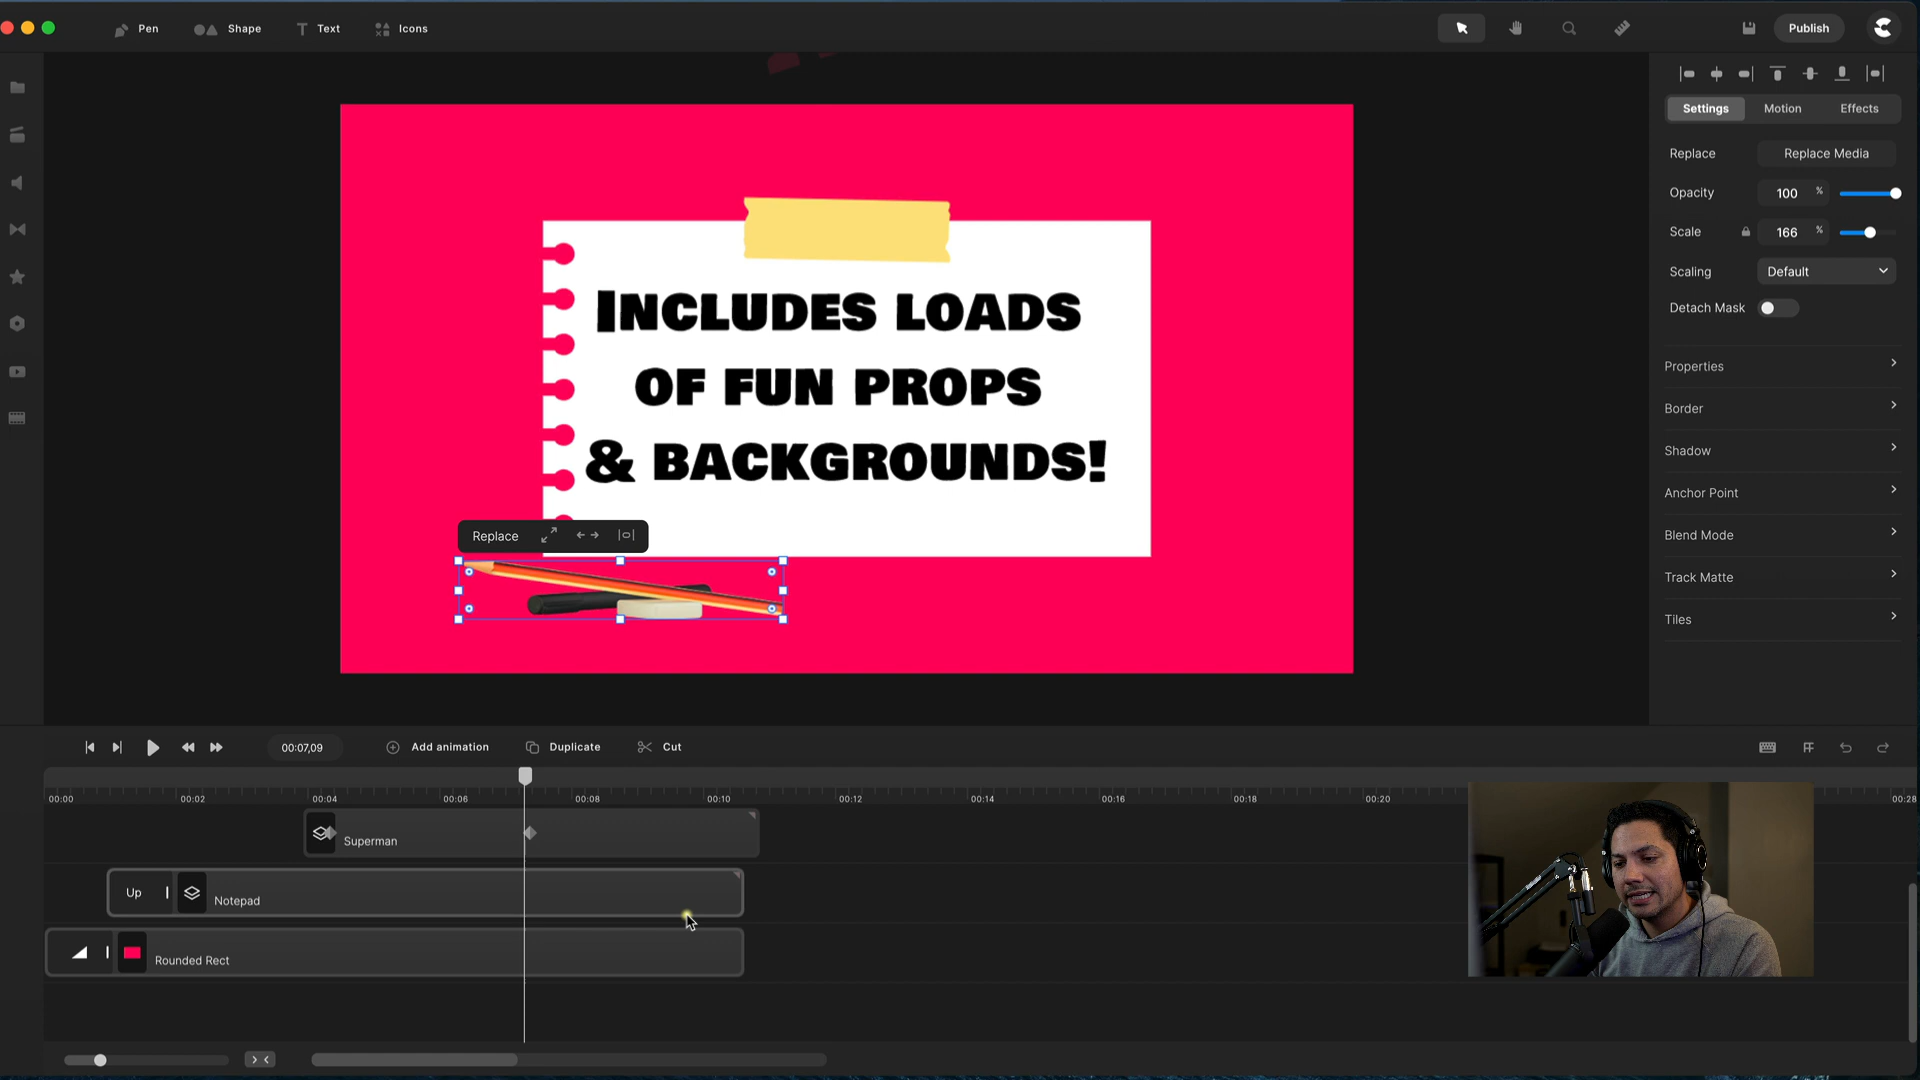 Pen Shape Text Icons Publish
Settings Motion Effects
Replace Replace Media
Opacity 100 %
Scale 166 %
Scaling Default
Detach Mask
Properties
Border
Shadow
Anchor Point
Blend Mode
Track Matte
Tiles
INCLUDES LOADS
OF FUN PROPS
& BACKGROUNDS!
Replace
00:07,09 Add animation Duplicate Cut
00:00 00:02 00:04 00:06 00:08 00:10 00:12 00:14 00:16 00:18 00:20 00:28
Superman
Up Notepad
Rounded Rect